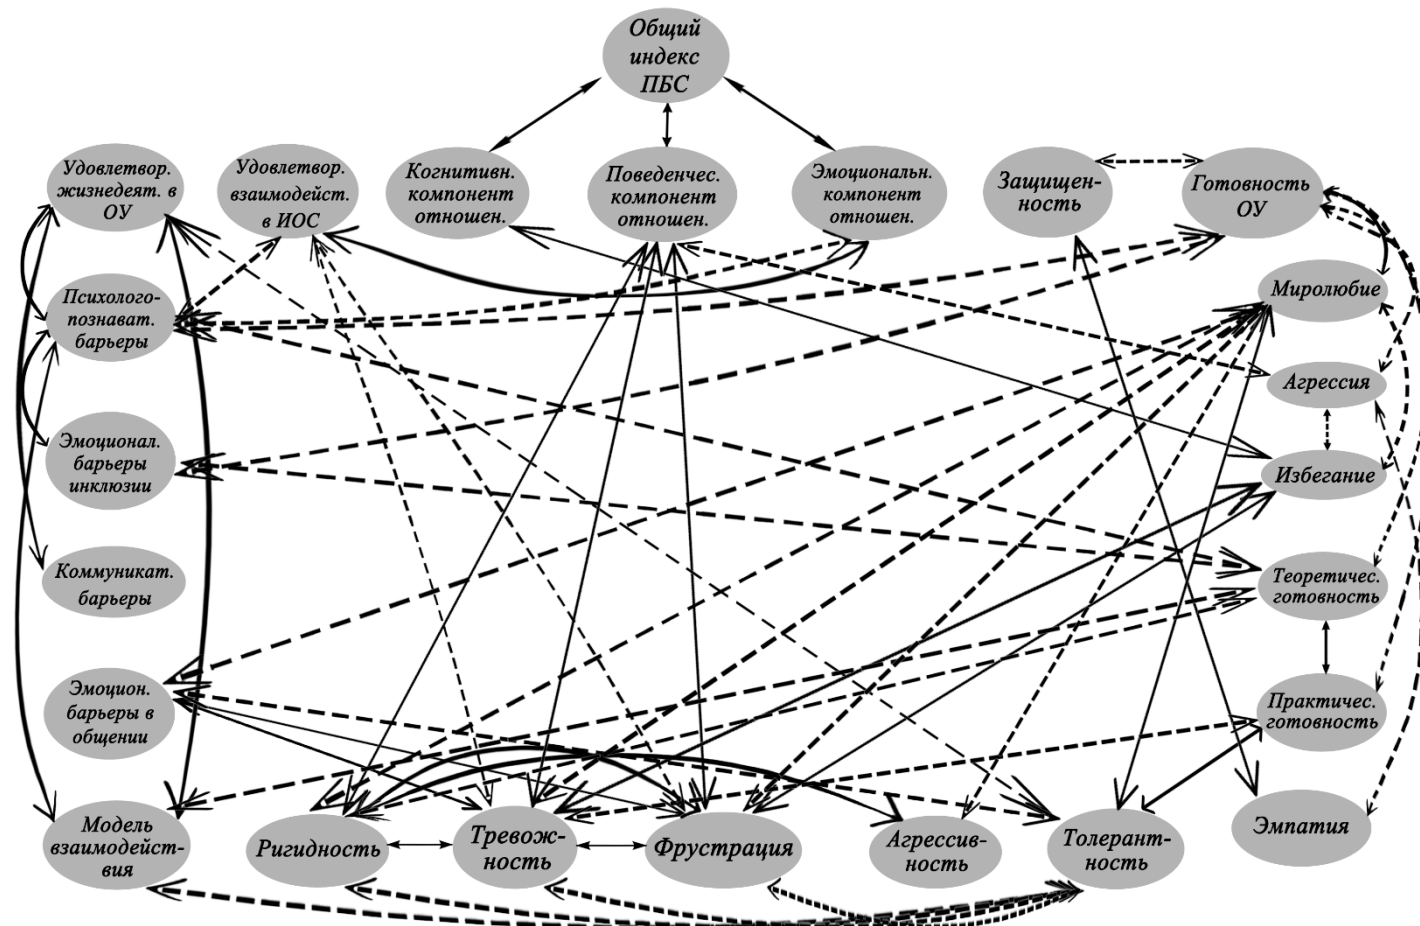 Общий
индекс
ПБС
Удовлетвор.
жизнедеят. в
ОУ
Удовлетвор.
взаимодейст.
в ИОС
Когнитивн.
компонент
отношен.
Поведенчес.
компонент
отношен.
Эмоциональн.
компонент
отношен.
Защищен-
ность
Готовность
ОУ
Психолого-
познават.
барьеры
Миролюбие
Агрессия
Эмоционал.
барьеры
инклюзии
Избегание
Коммуникат.
барьеры
Теоретичес.
готовность
Эмоцион.
барьеры в
общении
Практичес.
готовность
Модель
взаимодейст-
вия
Ригидность
Тревож-
ность
Фрустрация
Агрессив-
ность
Толерант-
ность
Эмпатия